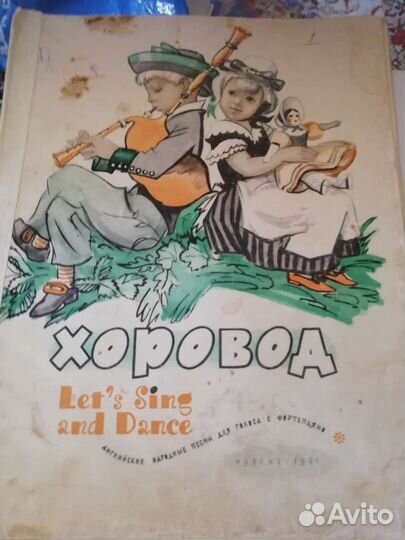 ХОРОВОД
Let's Sing
and Dance
АНГЛИЙСКИЕ НАРОДНЫЕ ПЕСНИ ДЛЯ ГОЛОСА С ФОРТЕПЬЯНО
Avito